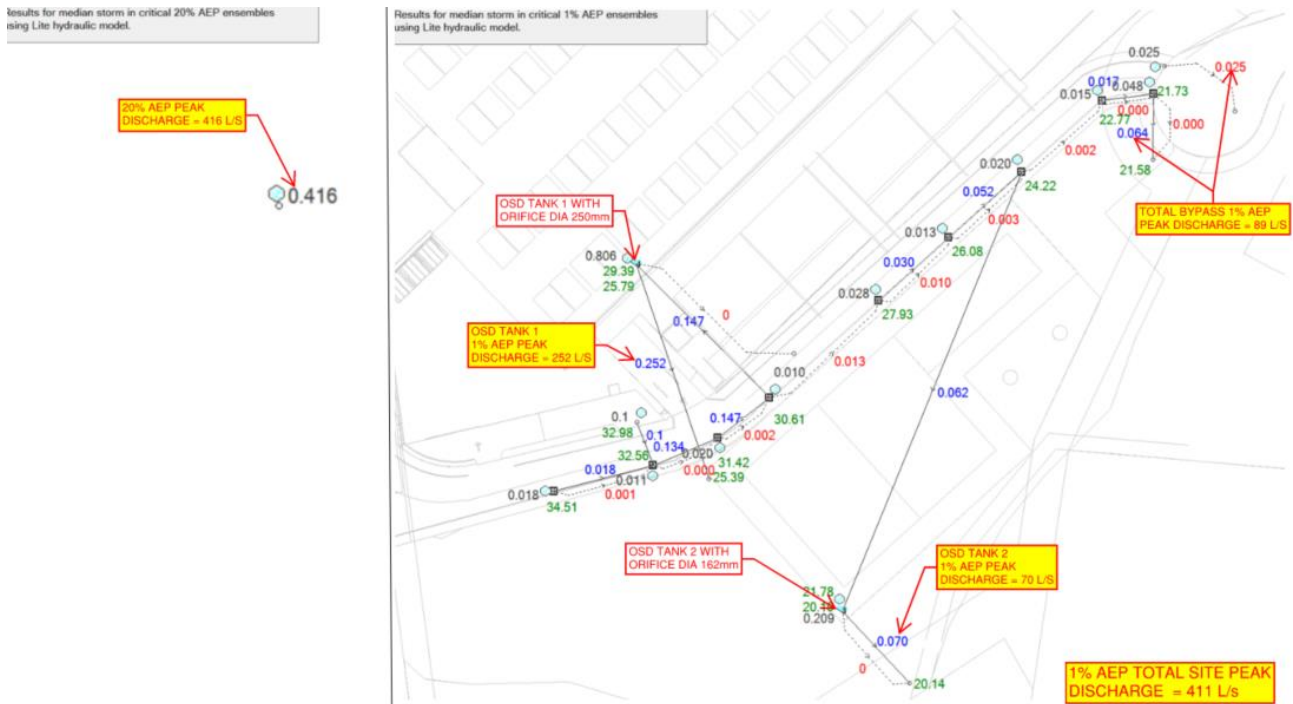 Results for median storm in critical 20% AEP ensembles
using Lite hydraulic model.
20% AEP PEAK
DISCHARGE = 416 L/S
0.416
Results for median storm in critical 1% AEP ensembles
using Lite hydraulic model.
0.025
0.025
0.017
0.048
0.015
21.73
0.000
22.77
0.064
0.000
0.002
21.58
0.020
24.22
0.052
0.003
TOTAL BYPASS 1% AEP
PEAK DISCHARGE = 89 L/S
OSD TANK 1 WITH
ORIFICE DIA 250mm
0.013
26.08
0.806
29.39
25.79
0.030
0.010
0.028
27.93
0
0.147
OSD TANK 1
1% AEP PEAK
DISCHARGE = 252 L/S
0.252
0.013
0.010
0.062
30.61
0.1
32.98
0.147
0.1
0.134
0.002
32.56
0.020
31.42
0.018
0.000
25.39
0.011
0.018
0.001
34.51
OSD TANK 2 WITH
ORIFICE DIA 162mm
OSD TANK 2
1% AEP PEAK
DISCHARGE = 70 L/S
21.78
0.209
0.070
0
20.14
1% AEP TOTAL SITE PEAK
DISCHARGE = 411 L/s